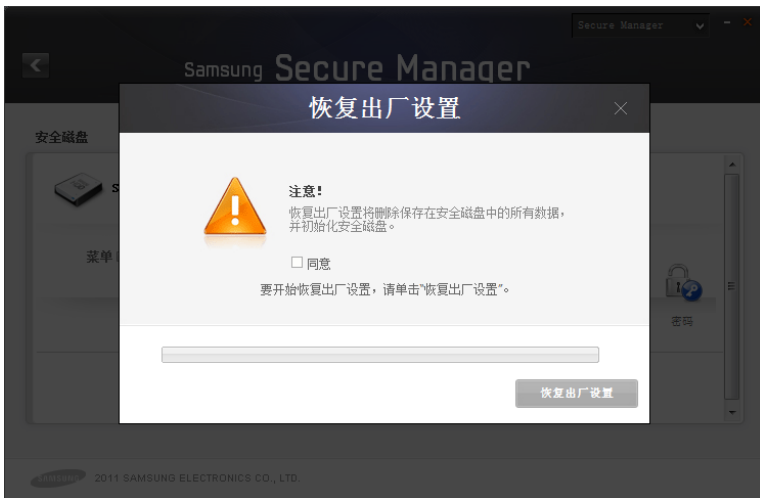 Secure Manager
Samsung Secure Manager
恢复出厂设置
安全磁盘
S
注意!
恢复出厂设置将删除保存在安全磁盘中的所有数据，
并初始化安全磁盘。
菜单
同意
要开始恢复出厂设置，请单击"恢复出厂设置"。
密码
恢复出厂设置
SAMSUNG 2011 SAMSUNG ELECTRONICS CO., LTD.